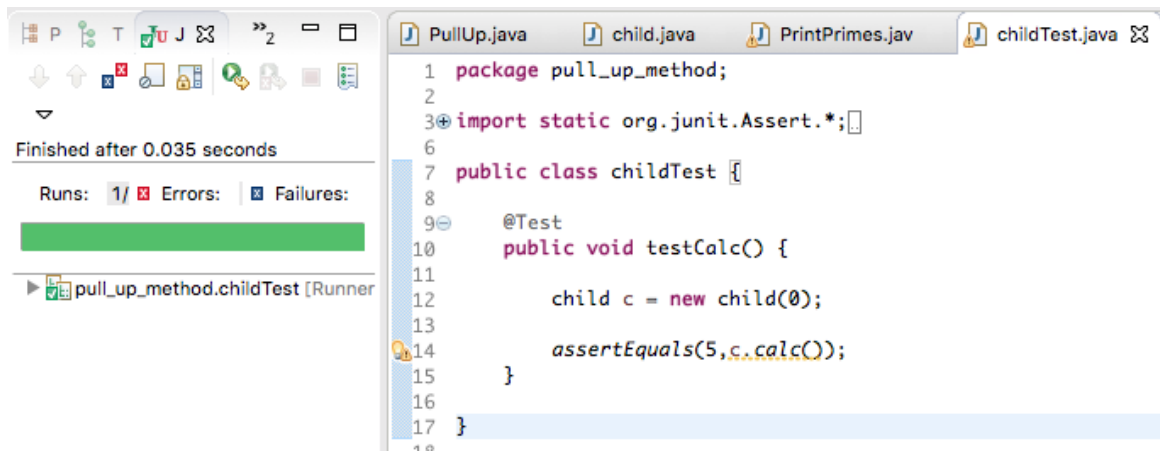 P T J U J »2
Finished after 0.035 seconds
Runs: 1/ Errors: Failures:
pull_up_method.childTest [Runner
PullUp.java child.java PrintPrimes.jav childTest.java
1 package pull_up_method;
2
3 import static org.junit.Assert.*;
6
7 public class childTest {
8
9 @Test
10 public void testCalc() {
11
12 child c = new child(0);
13
14 assertEquals(5,c.calc());
15 }
16
17 }
18